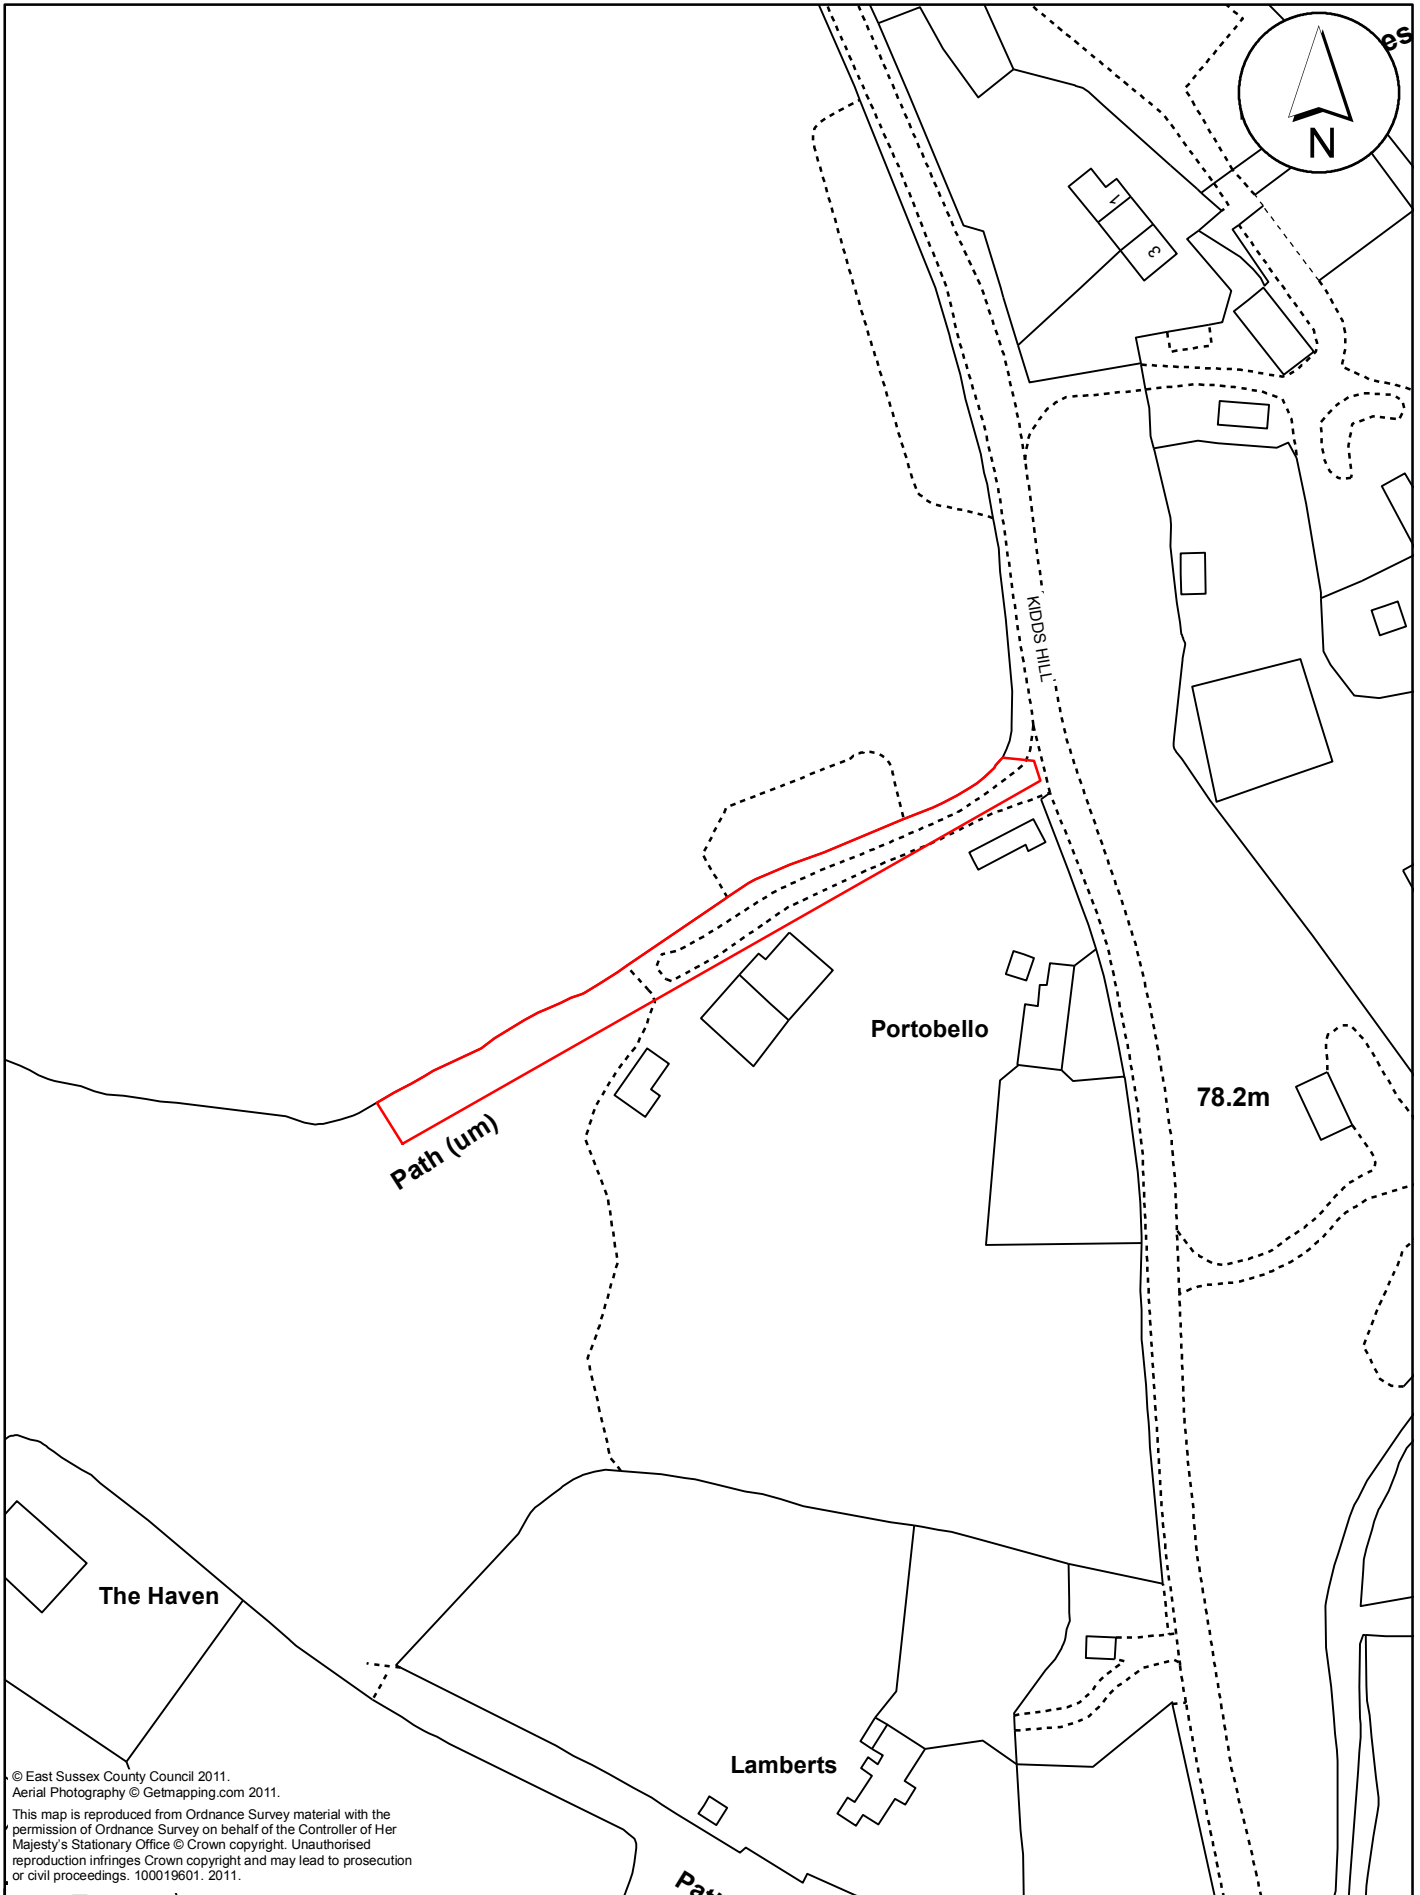 es
N
1
3
KIDDS HILL
Portobello
78.2m
Path (um)
The Haven
Lamberts
© East Sussex County Council 2011.
Aerial Photography © Getmapping.com 2011.
This map is reproduced from Ordnance Survey material with the
permission of Ordnance Survey on behalf of the Controller of Her
Majesty's Stationary Office © Crown copyright. Unauthorised
reproduction infringes Crown copyright and may lead to prosecution
or civil proceedings. 100019601. 2011.